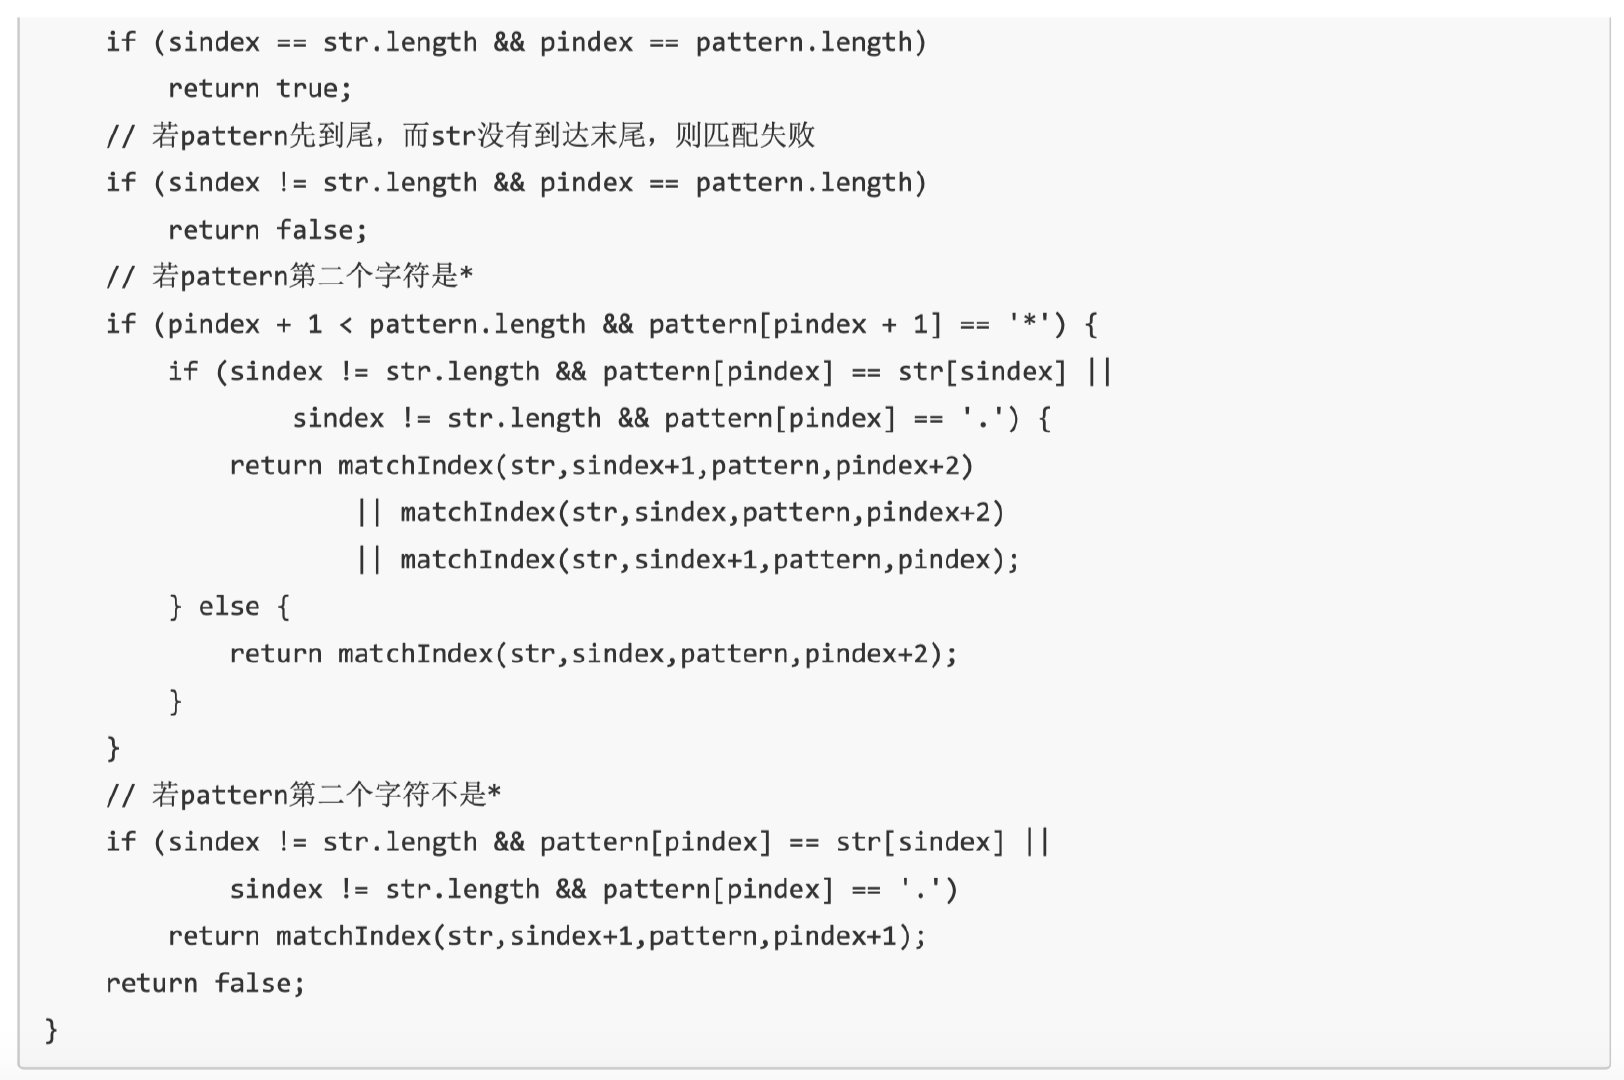 if (sindex == str.length && pindex == pattern.length)
return true;
// 若pattern先到尾，而str没有到达末尾，则匹配失败
if (sindex != str.length && pindex == pattern.length)
return false;
// 若pattern第二个字符是*
if (pindex + 1 < pattern.length && pattern[pindex + 1] == '*') {
if (sindex != str.length && pattern[pindex] == str[sindex] ||
sindex != str.length && pattern[pindex] == '.') {
return matchIndex(str,sindex+1,pattern,pindex+2)
|| matchIndex(str,sindex,pattern,pindex+2)
|| matchIndex(str,sindex+1,pattern,pindex);
} else {
return matchIndex(str,sindex,pattern,pindex+2);
}
}
// 若pattern第二个字符不是*
if (sindex != str.length && pattern[pindex] == str[sindex] ||
sindex != str.length && pattern[pindex] == '.')
return matchIndex(str,sindex+1,pattern,pindex+1);
return false;
}